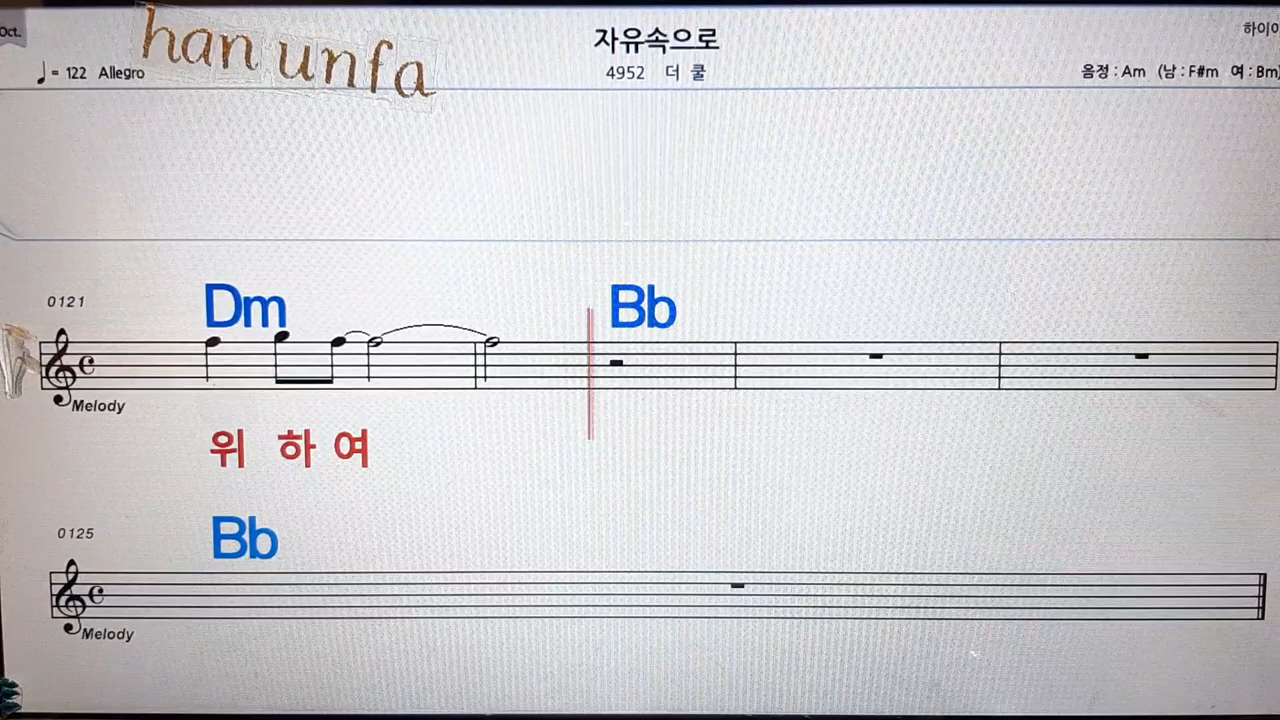 Oct.
han unfa
자유속으로
하이
♩= 122 Allegro
4952 더 쿨
음정 : Am (남 : F#m 여 : Bm)
0121
Dm Bb
Melody
위 하 여
0125
Bb
Melody